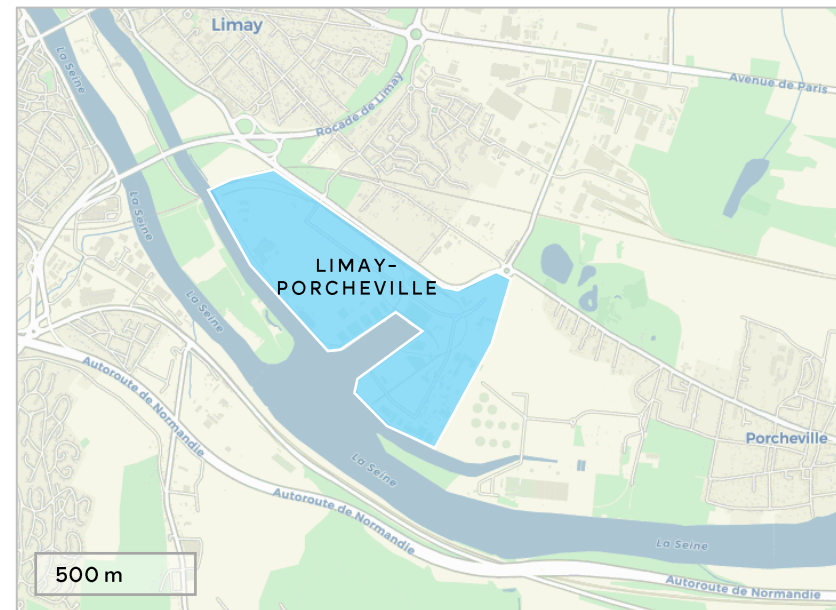 Limay
La Seine
Rocade de Limay
Avenue de Paris
La Seine
LIMAY-
PORCHEVILLE
La Seine
Autoroute de Normandie
Porcheville
La Seine
Autoroute de Normandie
La Seine
500 m
Autoroute de Normandie